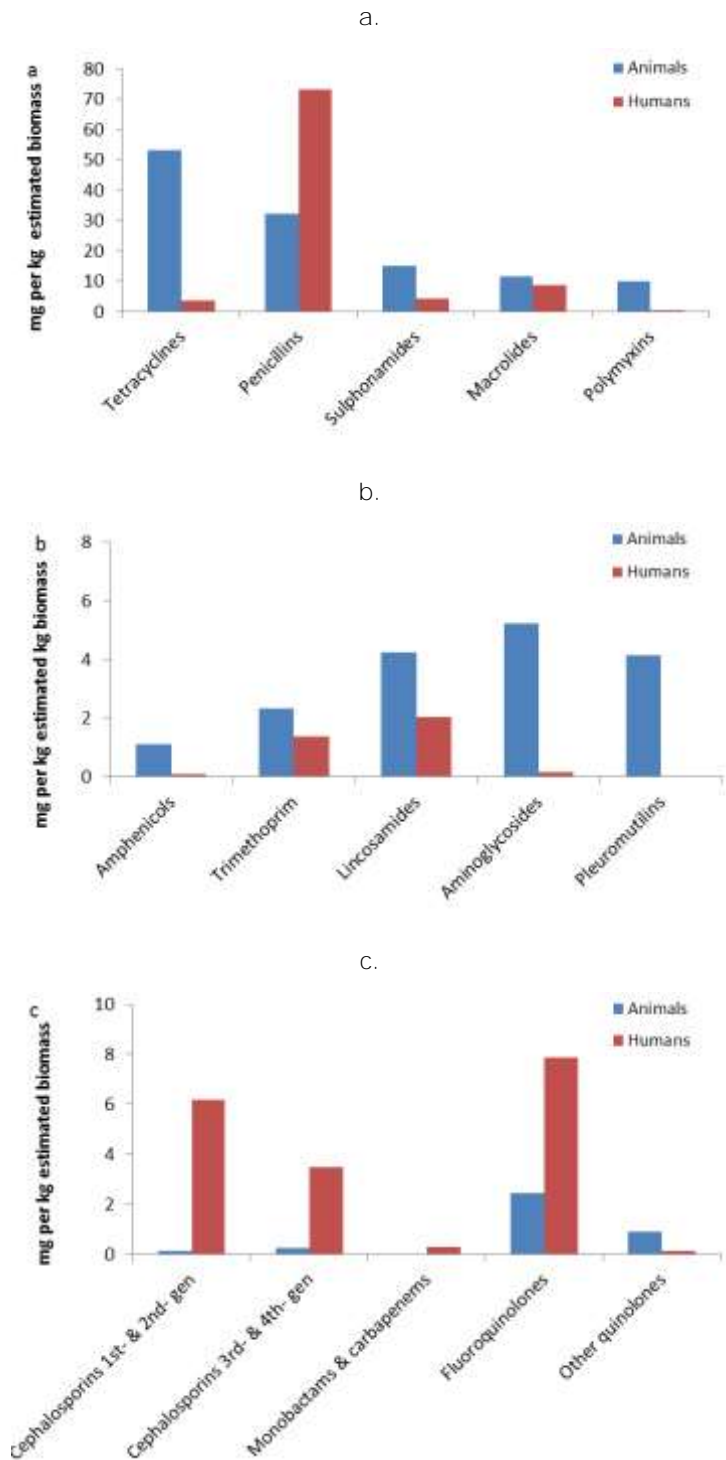 a.
mg per kg estimated biomass a
80
70
60
50
40
30
20
10
0
Animals
Humans
Tetracyclines
Penicillins
Sulphonamides
Macrolides
Polymyxins
b.
mg per kg estimated kg biomass b
8
6
4
2
0
Animals
Humans
Amphenicols
Trimethoprim
Lincosamides
Aminoglycosides
Pleuromutilins
c.
mg per kg estimated biomass c
10
8
6
4
2
0
Animals
Humans
Cephalosporins 1st- & 2nd- gen
Cephalosporins 3rd- & 4th- gen
Monobactams & carbapenems
Fluoroquinolones
Other quinolones